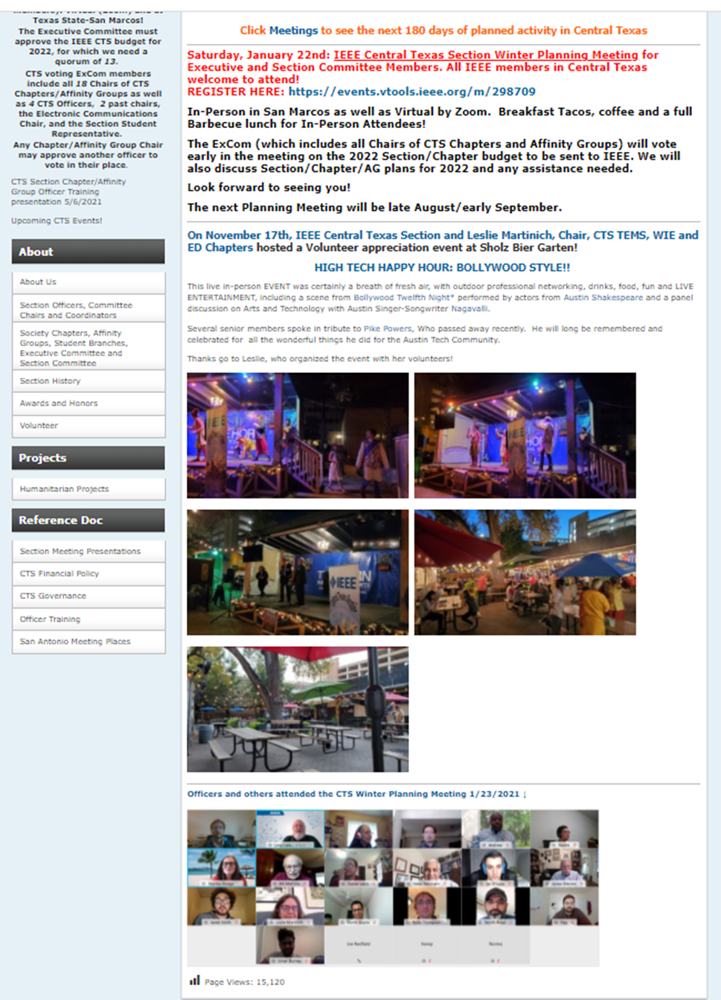 Texas State-San Marcos!
The Executive Committee must
approve the IEEE CTS budget for
2022, for which we need a
quorum of 13.
CTS voting ExCom members
include all 18 Chairs of CTS
Chapters/Affinity Groups as well
as 4 CTS Officers, 2 past chairs,
the Electronic Communications
Chair, and the Section Student
Representative.
Any Chapter/Affinity Group Chair
may approve another officer to
vote in their place.
CTS Section Chapter/Affinity
Group Officer Training
presentation 5/6/2021
Upcoming CTS Events!
About
About Us
Section Officers, Committee
Chairs and Coordinators
Society Chapters, Affinity
Groups, Student Branches,
Executive Committee and
Section Committee
Section History
Awards and Honors
Volunteer
Projects
Humanitarian Projects
Reference Doc
Section Meeting Presentations
CTS Financial Policy
CTS Governance
Officer Training
San Antonio Meeting Places
Click Meetings to see the next 180 days of planned activity in Central Texas
Saturday, January 22nd: IEEE Central Texas Section Winter Planning Meeting for
Executive and Section Committee Members. All IEEE members in Central Texas
welcome to attend!
REGISTER HERE: https://events.vtools.ieee.org/m/298709
In-Person in San Marcos as well as Virtual by Zoom. Breakfast Tacos, coffee and a full
Barbecue lunch for In-Person Attendees!
The ExCom (which includes all Chairs of CTS Chapters and Affinity Groups) will vote
early in the meeting on the 2022 Section/Chapter budget to be sent to IEEE. We will
also discuss Section/Chapter/AG plans for 2022 and any assistance needed.
Look forward to seeing you!
The next Planning Meeting will be late August/early September.
On November 17th, IEEE Central Texas Section and Leslie Martinich, Chair, CTS TEMS, WIE and
ED Chapters hosted a Volunteer appreciation event at Sholz Bier Garten!
HIGH TECH HAPPY HOUR: BOLLYWOOD STYLE!!
This live in-person EVENT was certainly a breath of fresh air, with outdoor professional networking, drinks, food, fun and LIVE
ENTERTAINMENT, including a scene from Bollywood Twelfth Night* performed by actors from Austin Shakespeare and a panel
discussion on Arts and Technology with Austin Singer-Songwriter Nagavalli.
Several senior members spoke in tribute to Pike Powers, Who passed away recently. He will long be remembered and
celebrated for all the wonderful things he did for the Austin Tech Community.
Thanks go to Leslie, who organized the event with her volunteers!
IEEE
HOR
IEEE
HO
IEEE
Officers and others attended the CTS Winter Planning Meeting 1/23/2021 !
Joe Redfield
Kenny
Norma
Page Views: 15,120